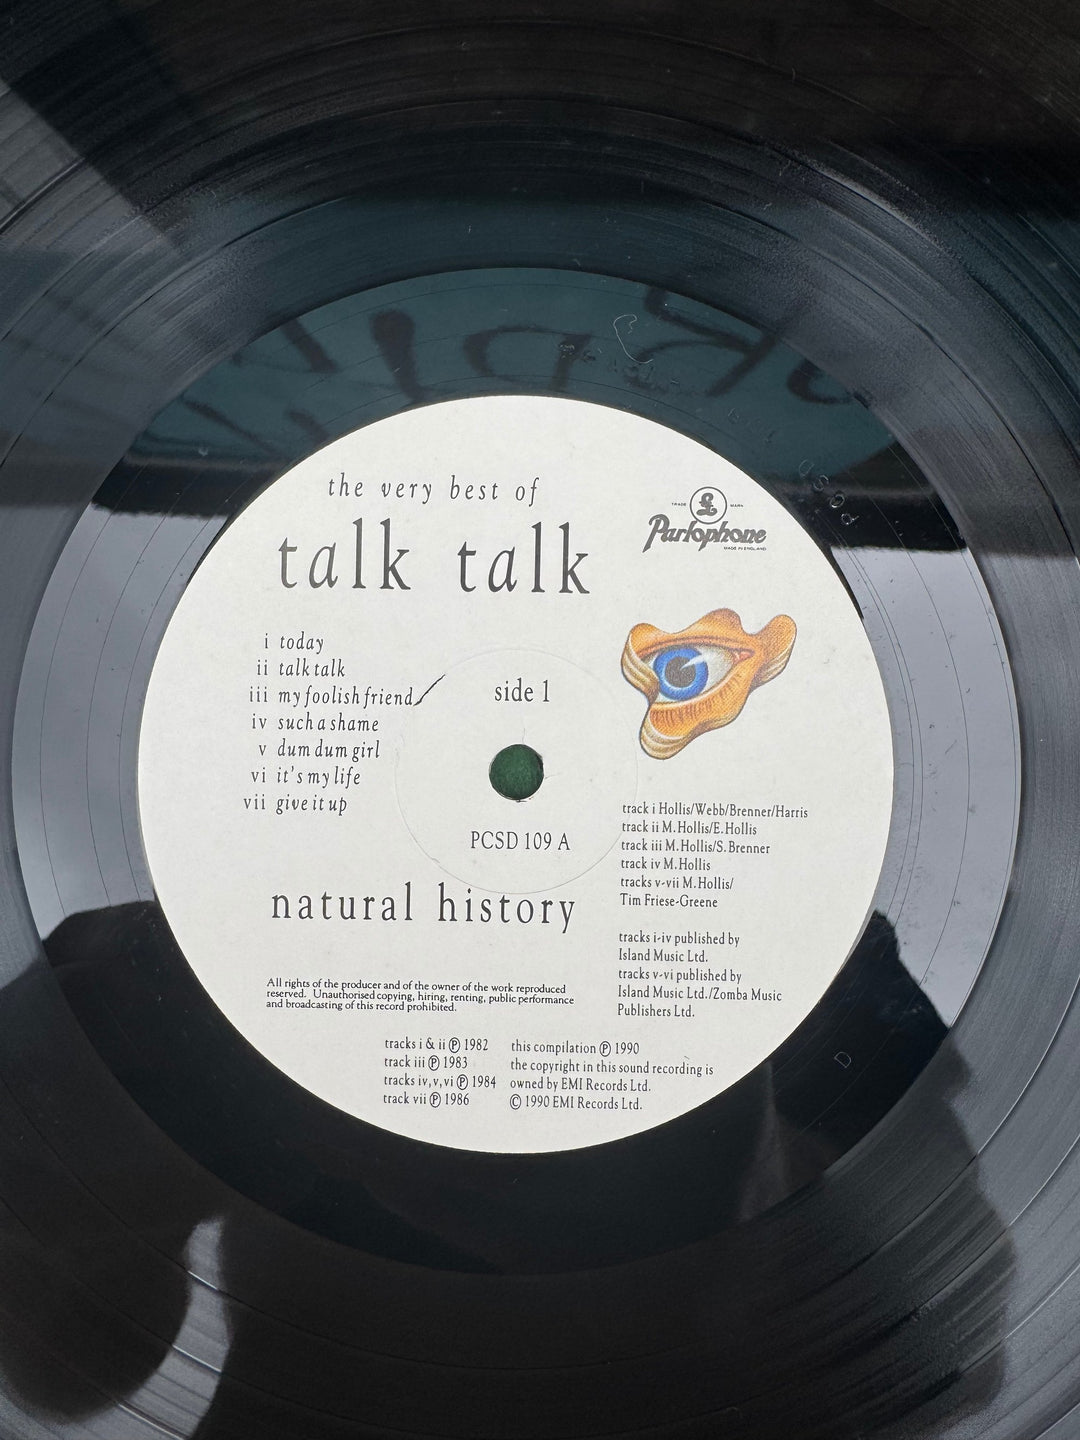 the very best of
talk talk
TRADE MARK
Parlophone
MADE IN ENGLAND
i today
ii talk talk
iii my foolish friend
iv such a shame
v dum dum girl
vi it's my life
vii give it up
side 1
PCSD 109 A
natural history
track i Hollis/Webb/Brenner/Harris
track ii M.Hollis/E.Hollis
track iii M.Hollis/S.Brenner
track iv M.Hollis
tracks v-vii M.Hollis/
Tim Friese-Greene
tracks i-iv published by
Island Music Ltd.
tracks v-vi published by
Island Music Ltd./Zomba Music
Publishers Ltd.
All rights of the producer and of the owner of the work reproduced
reserved. Unauthorised copying, hiring, renting, public performance
and broadcasting of this record prohibited.
tracks i & ii ℗ 1982
track iii ℗ 1983
tracks iv,v,vi ℗ 1984
track vii ℗ 1986
this compilation ℗ 1990
the copyright in this sound recording is
owned by EMI Records Ltd.
© 1990 EMI Records Ltd.
PCSD
D